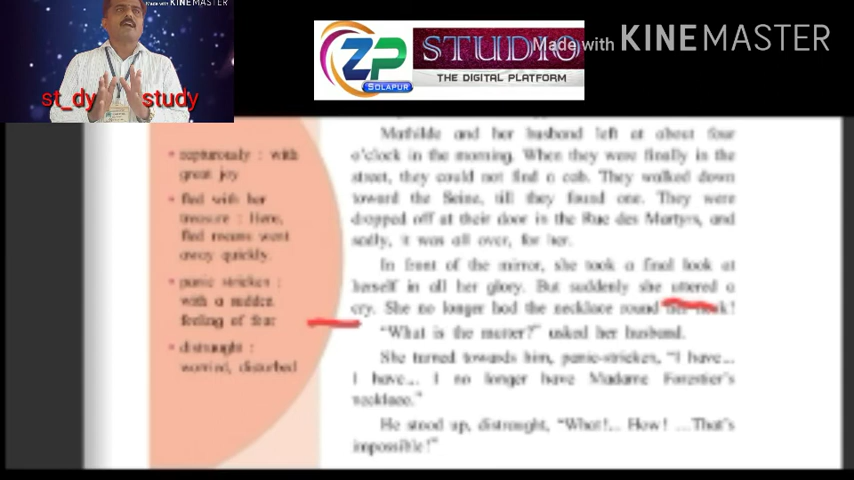 Made with KINEMASTER
st_dy study
ZP
SOLAPUR
STUDIO
THE DIGITAL PLATFORM
Made with KINEMASTER
• rapturously : with
great joy
• fled with her
treasure : Here,
fled means went
away quickly.
• panic stricken :
with a sudden
feeling of fear
• distraught :
worried, disturbed
Mathilde and her husband left at about four
o'clock in the morning. When they were finally in the
street, they could not find a cab. They walked down
toward the Seine, till they found one. They were
dropped off at their door in the Rue des Martyrs, and
sadly, it was all over, for her.
In front of the mirror, she took a final look at
herself in all her glory. But suddenly she uttered a
cry. She no longer had the necklace round her neck!
"What is the matter?" asked her husband.
She turned towards him, panic-stricken, "I have...
I have... I no longer have Madame Forestier's
necklace."
He stood up, distraught, "What!... How! ...That's
impossible!"